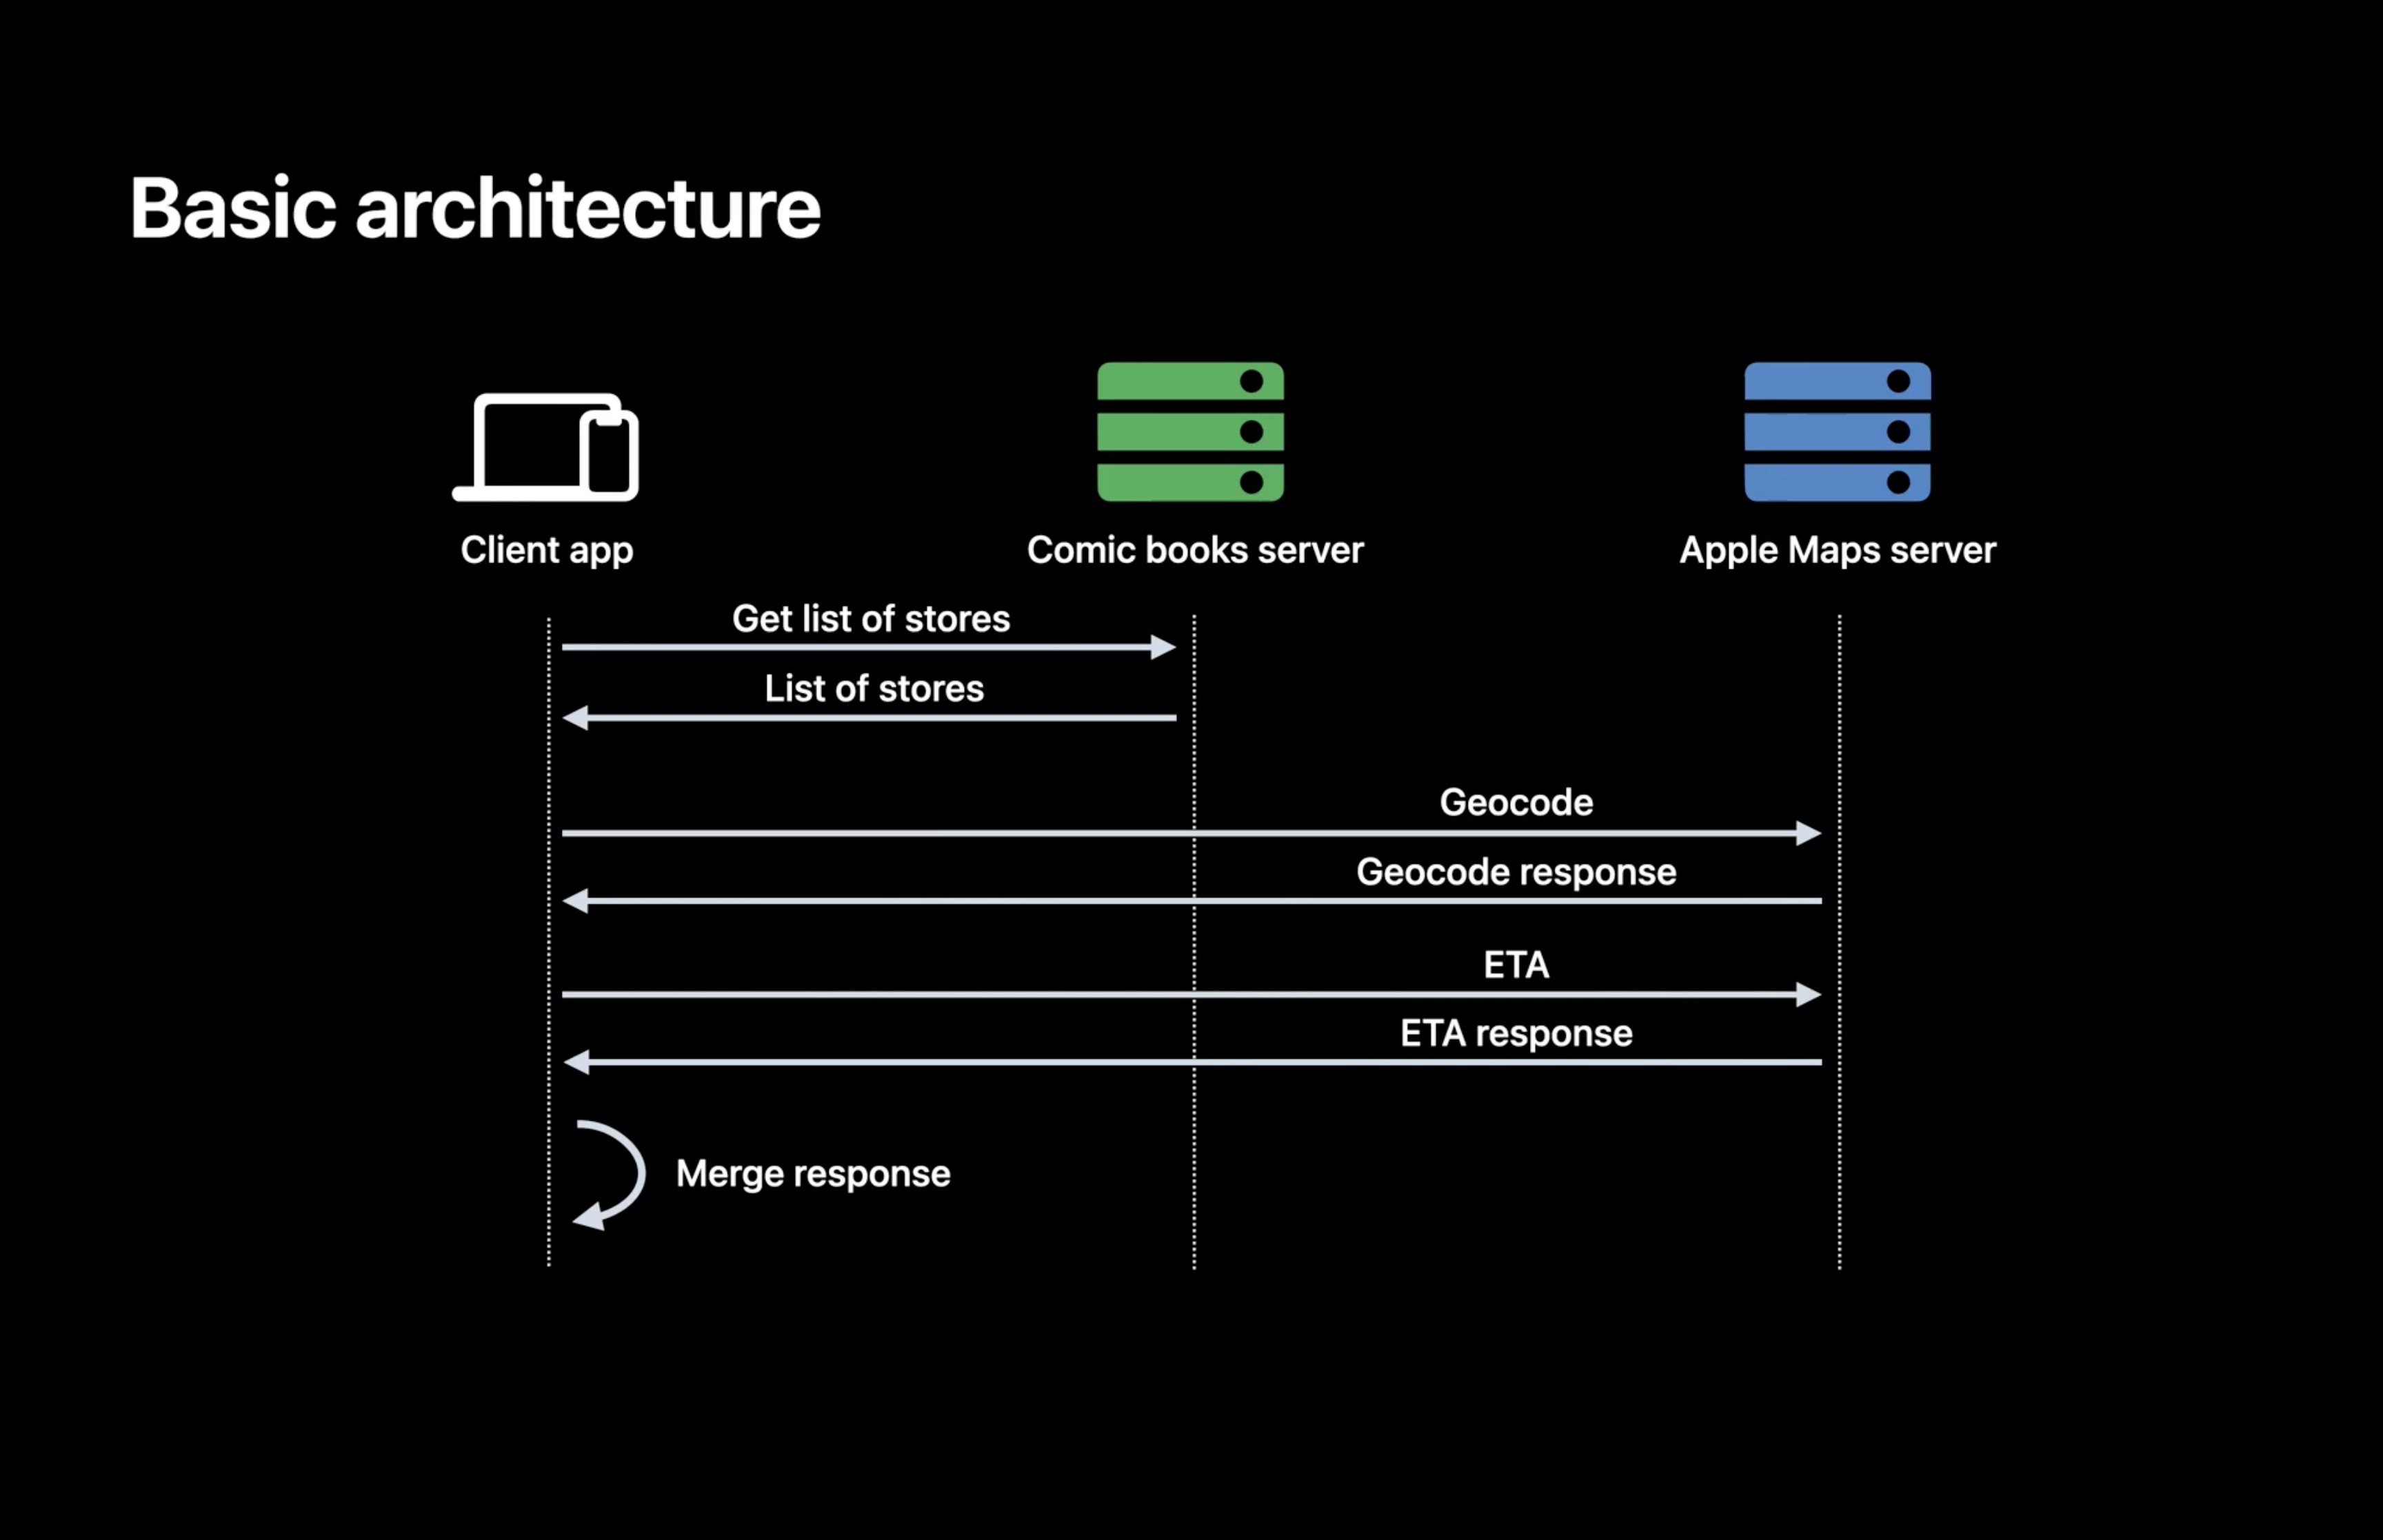 Basic architecture
Client app
Comic books server
Apple Maps server
Get list of stores
List of stores
Geocode
Geocode response
ETA
ETA response
Merge response